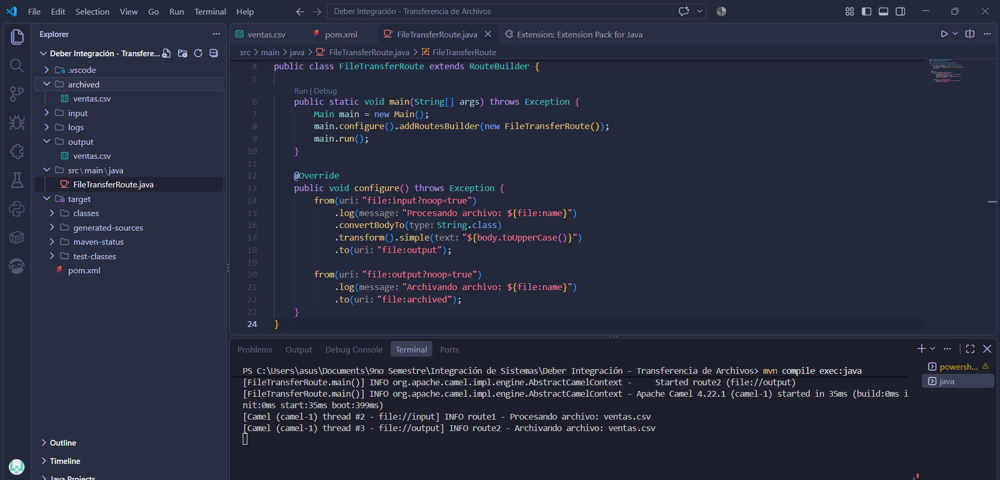 File Edit Selection View Go Run Terminal Help
Deber Integración - Transferencia de Archivos
Explorer
Deber Integración - Transfere...
.vscode
archived
ventas.csv
input
logs
output
ventas.csv
src\main\java
FileTransferRoute.java
target
classes
generated-sources
maven-status
test-classes
pom.xml
Outline
Timeline
Java Projects
ventas.csv pom.xml FileTransferRoute.java Extension: Extension Pack for Java
src > main > java > FileTransferRoute.java > FileTransferRoute
4 public class FileTransferRoute extends RouteBuilder {
5
Run | Debug
6 public static void main(String[] args) throws Exception {
7 Main main = new Main();
8 main.configure().addRoutesBuilder(new FileTransferRoute());
9 main.run();
10 }
11
12 @Override
13 public void configure() throws Exception {
14 from(uri: "file:input?noop=true")
15 .log(message: "Procesando archivo: ${file:name}")
16 .convertBodyTo(type: String.class)
17 .transform().simple(text: "${body.toUpperCase()}")
18 .to(uri: "file:output");
19
20 from(uri: "file:output?noop=true")
21 .log(message: "Archivando archivo: ${file:name}")
22 .to(uri: "file:archived");
23 }
24 }
Problems Output Debug Console Terminal Ports
PS C:\Users\asus\Documents\9no Semestre\Integración de Sistemas\Deber Integración - Transferencia de Archivos> mvn compile exec:java
[FileTransferRoute.main()] INFO org.apache.camel.impl.engine.AbstractCamelContext - Started route2 (file://output)
[FileTransferRoute.main()] INFO org.apache.camel.impl.engine.AbstractCamelContext - Apache Camel 4.22.1 (camel-1) started in 35ms (build:0ms i
nit:0ms start:35ms boot:399ms)
[Camel (camel-1) thread #2 - file://input] INFO route1 - Procesando archivo: ventas.csv
[Camel (camel-1) thread #3 - file://output] INFO route2 - Archivando archivo: ventas.csv
powersh...
java